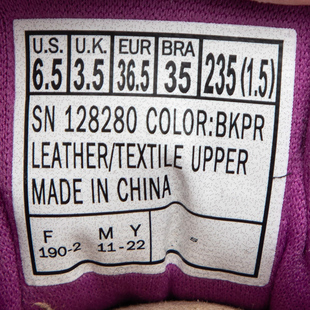 U.S. U.K. EUR BRA 235 (1.5)
6.5 3.5 36.5 35
SN 128280 COLOR:BKPR
LEATHER/TEXTILE UPPER
MADE IN CHINA
F M Y
190-2 11-22